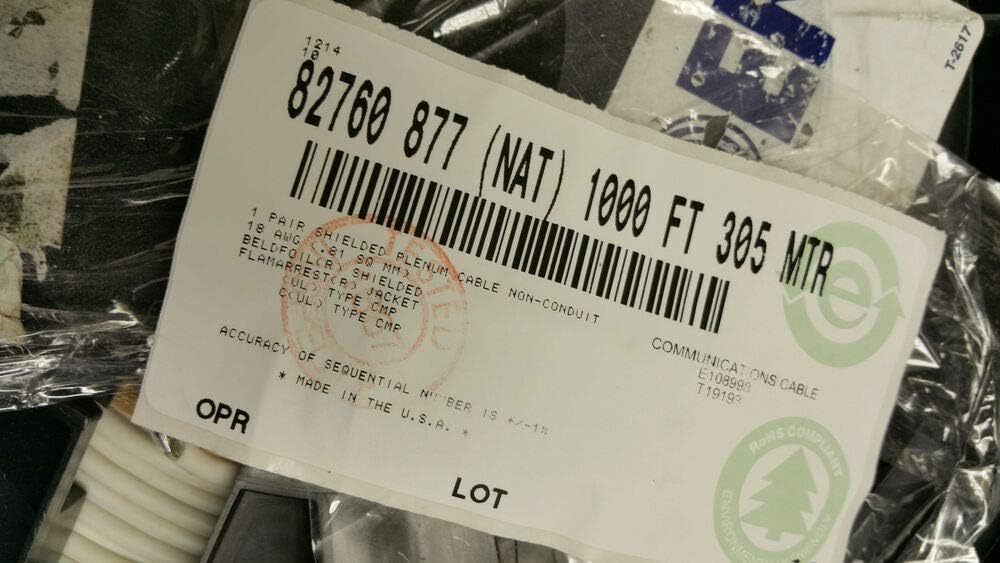 1214
10
82760 877 (NAT) 1000 FT 305 MTR
1 PAIR SHIELDED PLENUM CABLE NON-CONDUIT
18 AWG (.81 SQ MM)
BELDFOIL(R) SHIELDED
FLAMARREST(R) JACKET
(UL) TYPE CMP
C(UL) TYPE CMP
ACCURACY OF SEQUENTIAL NUMBER IS +/-1%
* MADE IN THE U.S.A. *
COMMUNICATIONS CABLE
E108998
T19193
OPR
LOT
e
RoHS COMPLIANT
T-2617
TESTED